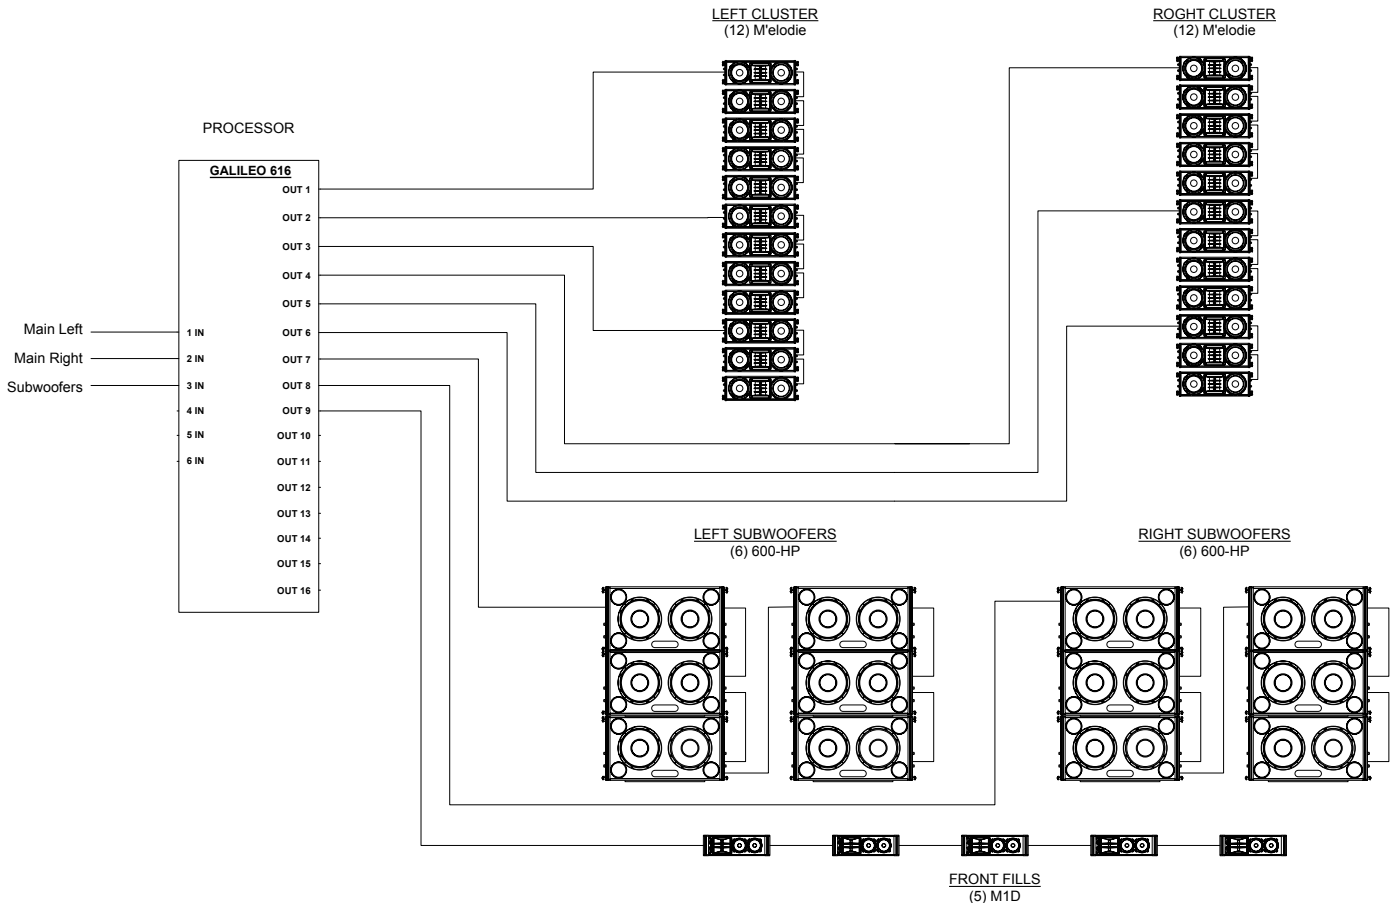 LEFT CLUSTER
(12) M'elodie
ROGHT CLUSTER
(12) M'elodie
PROCESSOR
GALILEO 616
OUT 1
OUT 2
OUT 3
OUT 4
OUT 5
Main Left
1 IN
OUT 6
Main Right
2 IN
OUT 7
Subwoofers
3 IN
OUT 8
4 IN
OUT 9
5 IN
OUT 10
6 IN
OUT 11
OUT 12
OUT 13
OUT 14
OUT 15
OUT 16
LEFT SUBWOOFERS
(6) 600-HP
RIGHT SUBWOOFERS
(6) 600-HP
FRONT FILLS
(5) M1D